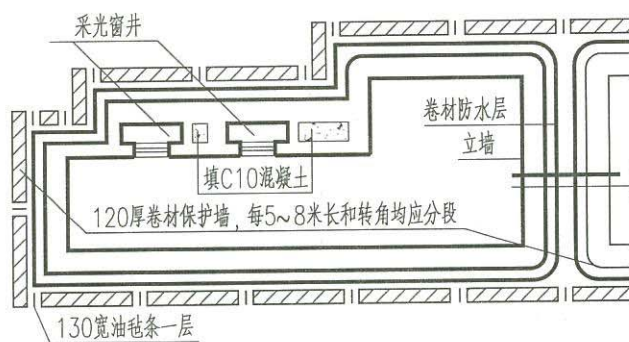 采光窗井
卷材防水层
立墙
填C10混凝土
120厚卷材保护墙，每5~8米长和转角均应分段
130宽油毡条一层